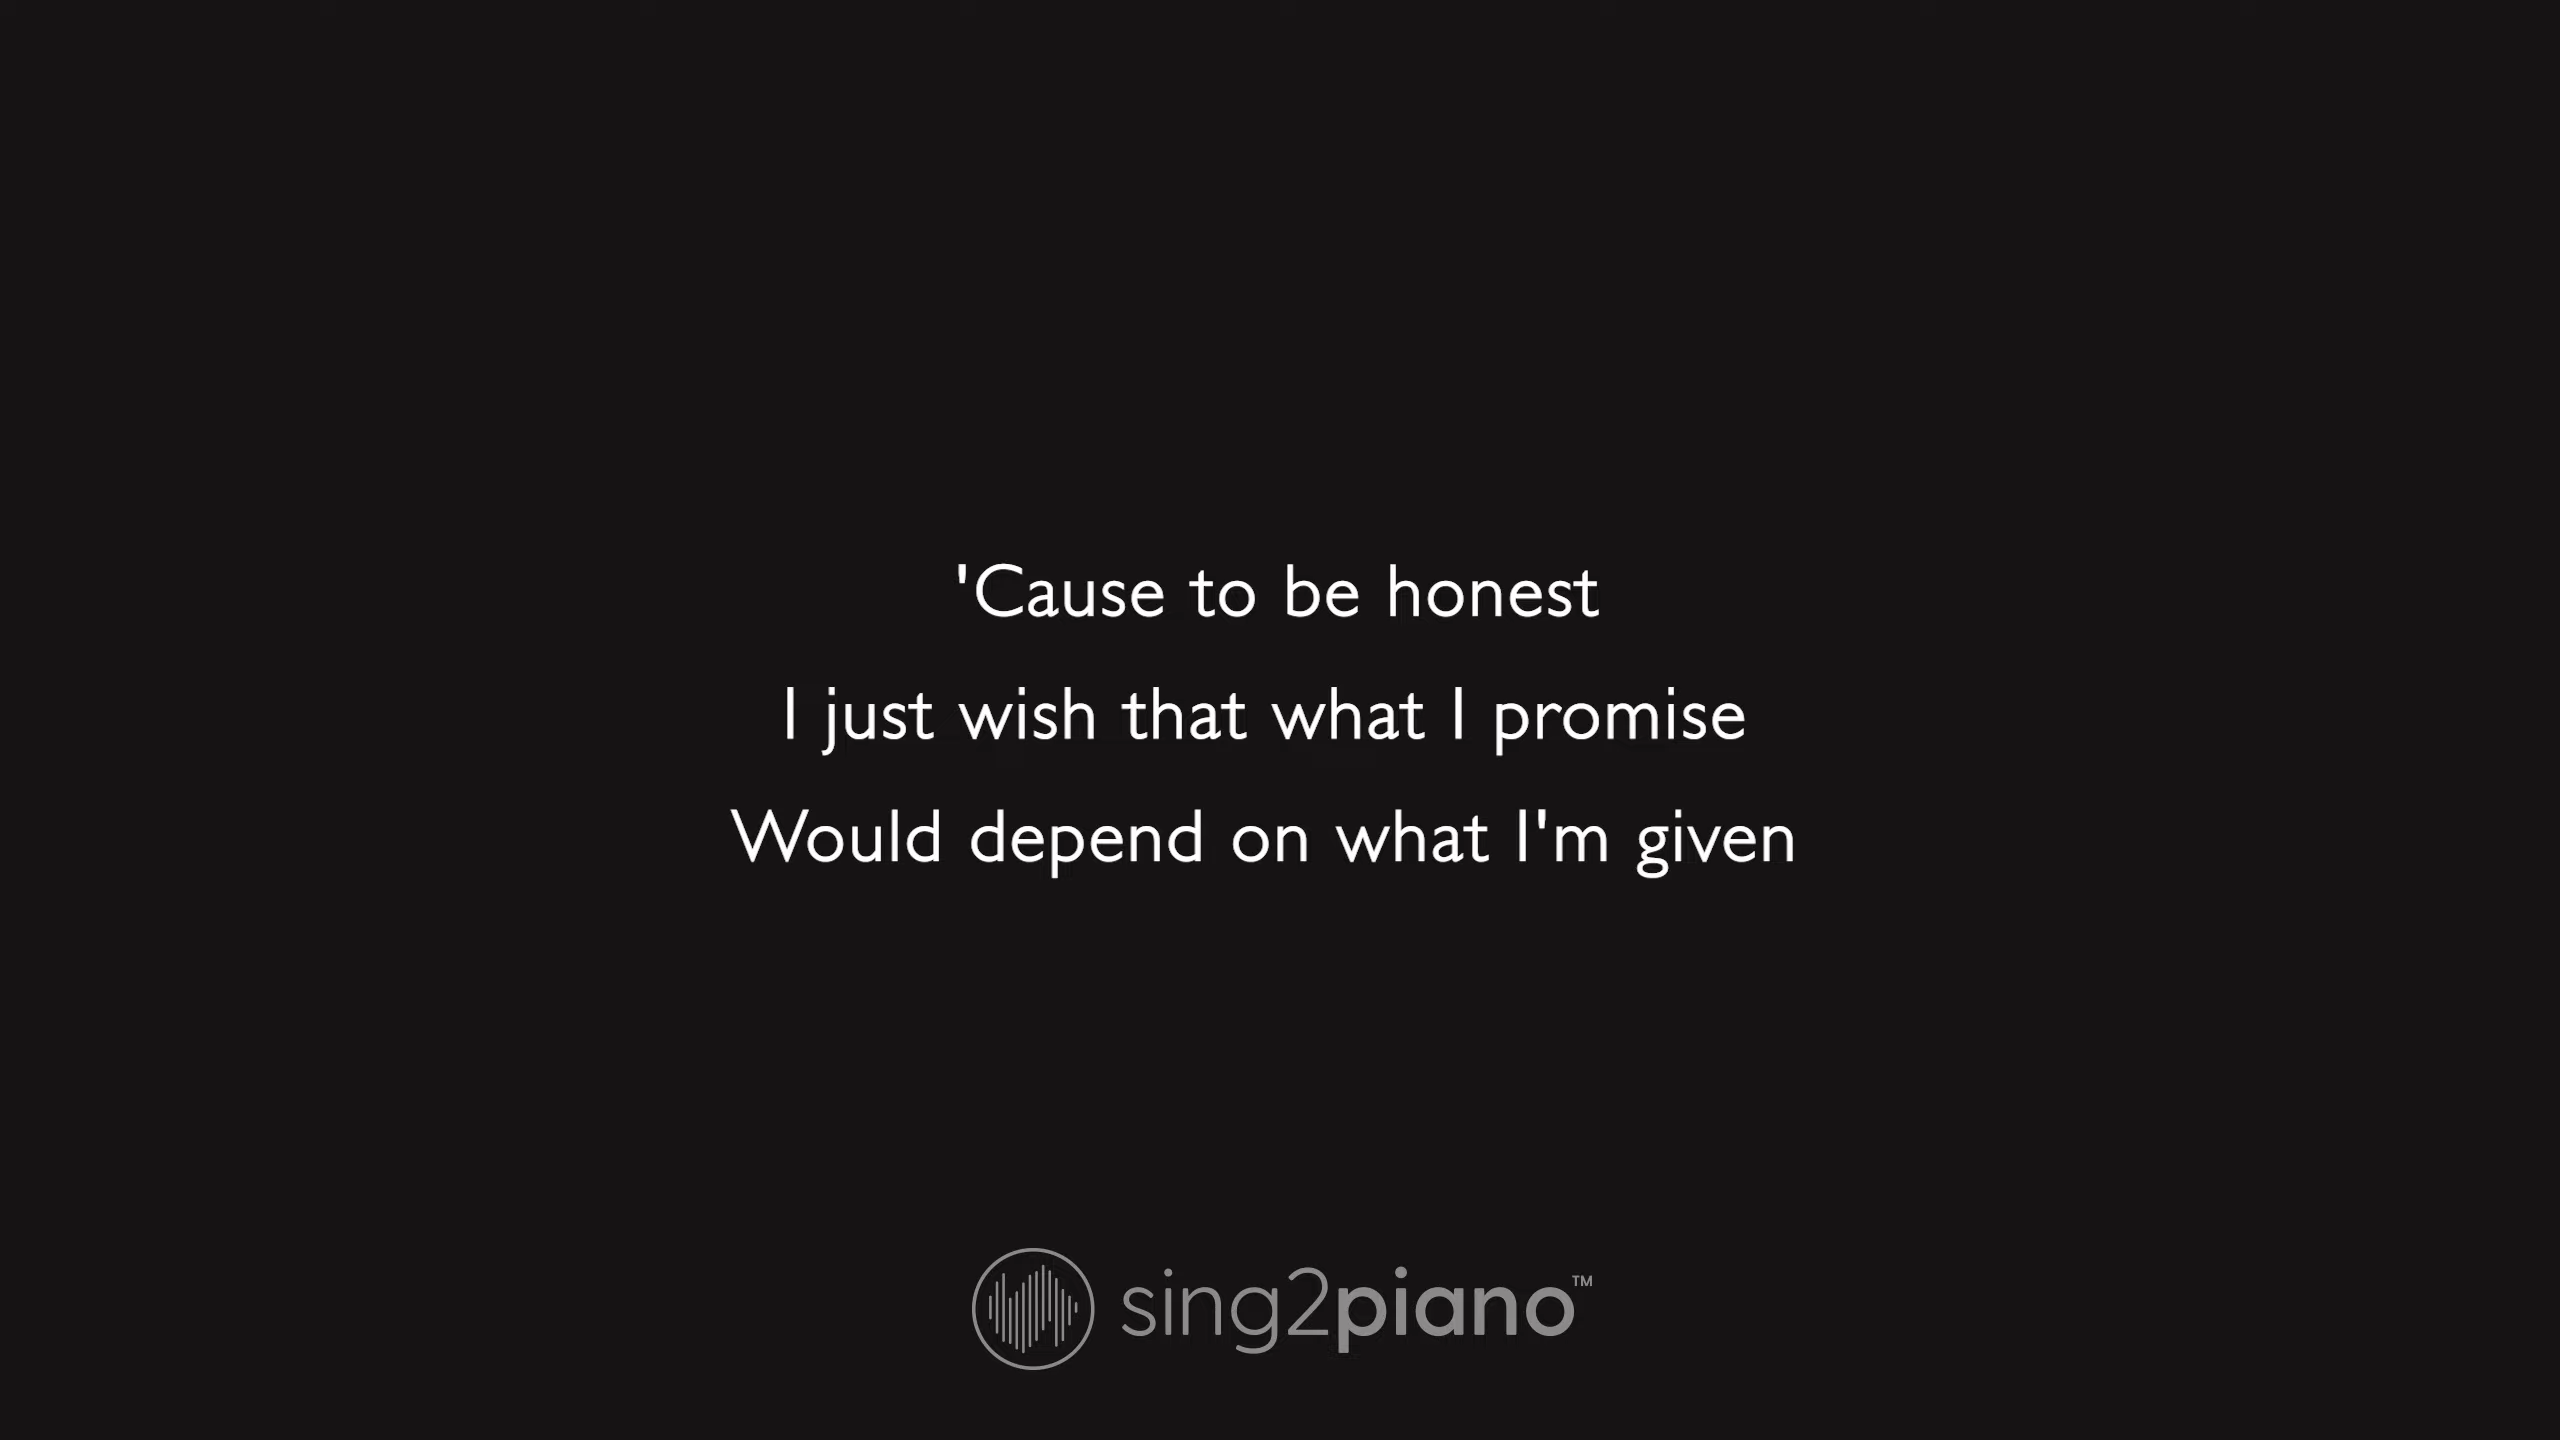 'Cause to be honest
I just wish that what I promise
Would depend on what I'm given
sing2piano™